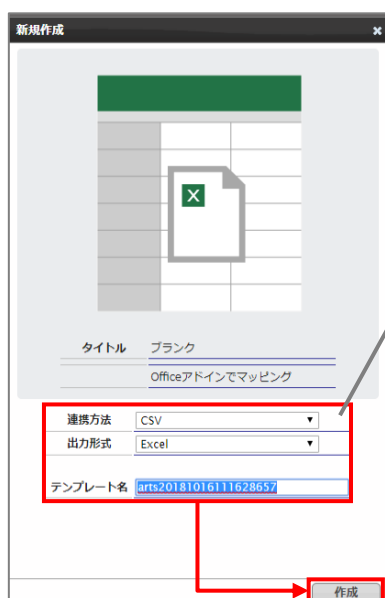 新規作成 ×
X
タイトル ブランク
Officeアドインでマッピング
連携方法 CSV ▼
出力形式 Excel ▼
テンプレート名 arts20181016111628657
作成